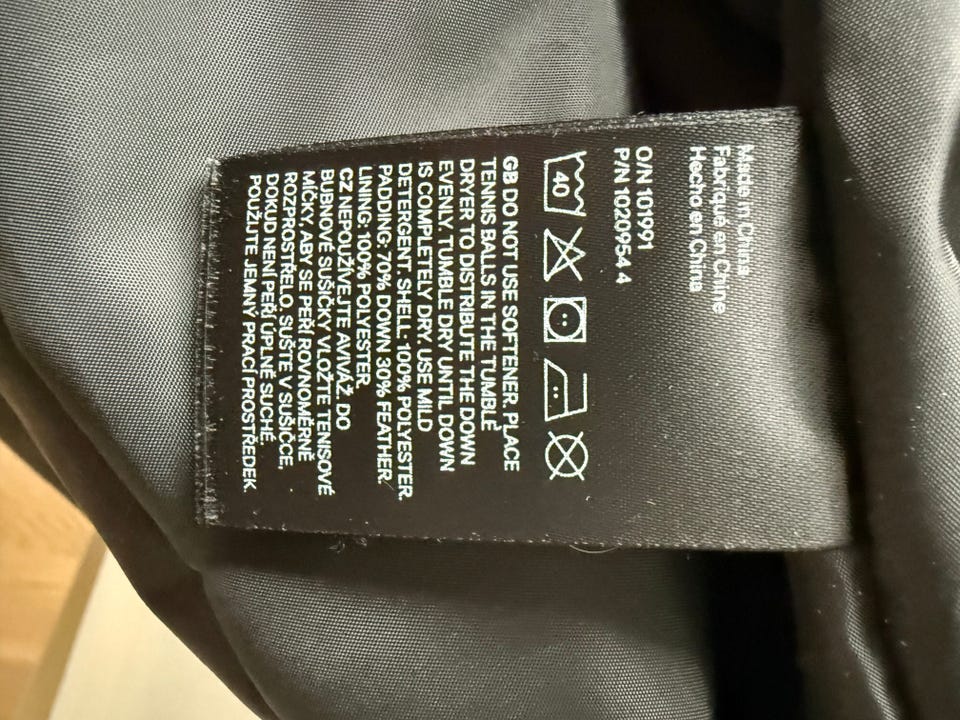 Made in China
Fabriqué en Chine
Hecho en China
O/N 101991
P/N 1020954 4
40
GB DO NOT USE SOFTENER. PLACE
TENNIS BALLS IN THE TUMBLE
DRYER TO DISTRIBUTE THE DOWN
EVENLY. TUMBLE DRY UNTIL DOWN
IS COMPLETELY DRY. USE MILD
DETERGENT. SHELL: 100% POLYESTER.
PADDING: 70% DOWN 30% FEATHER.
LINING: 100% POLYESTER.
CZ NEPOUŽÍVEJTE AVIVÁŽ. DO
BUBNOVÉ SUŠIČKY VLOŽTE TENISOVÉ
MÍČKY, ABY SE PEŘÍ ROVNOMĚRNĚ
ROZPROSTŘELO. SUŠTE V SUŠIČCE,
DOKUD NENÍ PEŘÍ ÚPLNĚ SUCHÉ.
POUŽIJTE JEMNÝ PRACÍ PROSTŘEDEK.